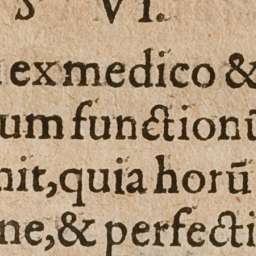 S VI.
ex medico &
um functionũ
nit, quia horũ
ne, & perfecti